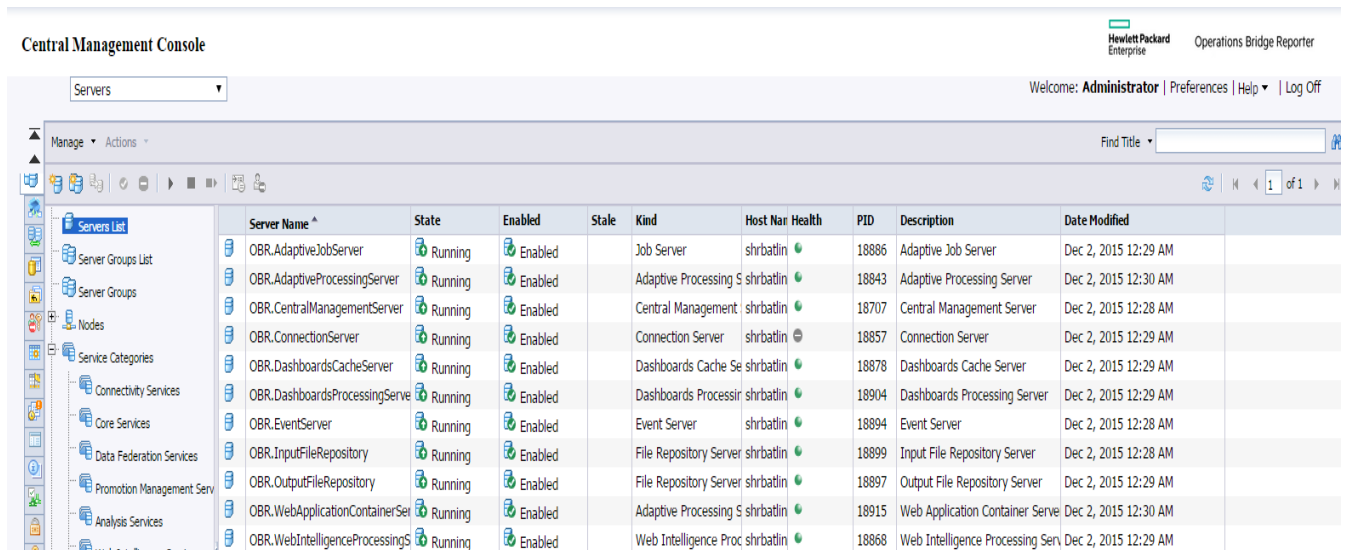 Central Management Console
Hewlett Packard
Enterprise
Operations Bridge Reporter
Servers
Welcome: Administrator | Preferences | Help | Log Off
Manage Actions
Find Title
1 of 1
Servers List
Server Groups List
Server Groups
Nodes
Service Categories
Connectivity Services
Core Services
Data Federation Services
Promotion Management Serv
Analysis Services
Server Name State Enabled Stale Kind Host Nar Health PID Description Date Modified
OBR.AdaptiveJobServer Running Enabled Job Server shrbatlin 18886 Adaptive Job Server Dec 2, 2015 12:29 AM
OBR.AdaptiveProcessingServer Running Enabled Adaptive Processing S shrbatlin 18843 Adaptive Processing Server Dec 2, 2015 12:30 AM
OBR.CentralManagementServer Running Enabled Central Management shrbatlin 18707 Central Management Server Dec 2, 2015 12:28 AM
OBR.ConnectionServer Running Enabled Connection Server shrbatlin 18857 Connection Server Dec 2, 2015 12:29 AM
OBR.DashboardsCacheServer Running Enabled Dashboards Cache Se shrbatlin 18878 Dashboards Cache Server Dec 2, 2015 12:29 AM
OBR.DashboardsProcessingServe Running Enabled Dashboards Processin shrbatlin 18904 Dashboards Processing Server Dec 2, 2015 12:29 AM
OBR.EventServer Running Enabled Event Server shrbatlin 18894 Event Server Dec 2, 2015 12:28 AM
OBR.InputFileRepository Running Enabled File Repository Server shrbatlin 18899 Input File Repository Server Dec 2, 2015 12:28 AM
OBR.OutputFileRepository Running Enabled File Repository Server shrbatlin 18897 Output File Repository Server Dec 2, 2015 12:29 AM
OBR.WebApplicationContainerSer Running Enabled Adaptive Processing S shrbatlin 18915 Web Application Container Serve Dec 2, 2015 12:30 AM
OBR.WebIntelligenceProcessingS Running Enabled Web Intelligence Proc shrbatlin 18868 Web Intelligence Processing Serv Dec 2, 2015 12:29 AM